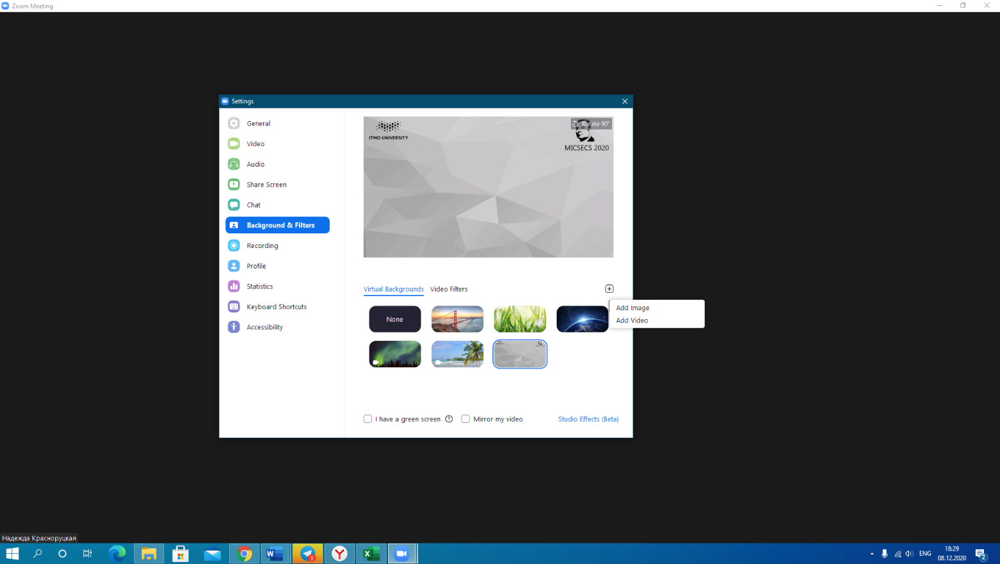 Zoom Meeting
Settings
General
Video
Audio
Share Screen
Chat
Background & Filters
Recording
Profile
Statistics
Keyboard Shortcuts
Accessibility
ITMO UNIVERSITY
Rotate 90°
MICSECS 2020
Virtual Backgrounds
Video Filters
Add Image
Add Video
None
I have a green screen
Mirror my video
Studio Effects (Beta)
Надежда Красноруцкая
1
ENG
18:29
08.12.2020
2